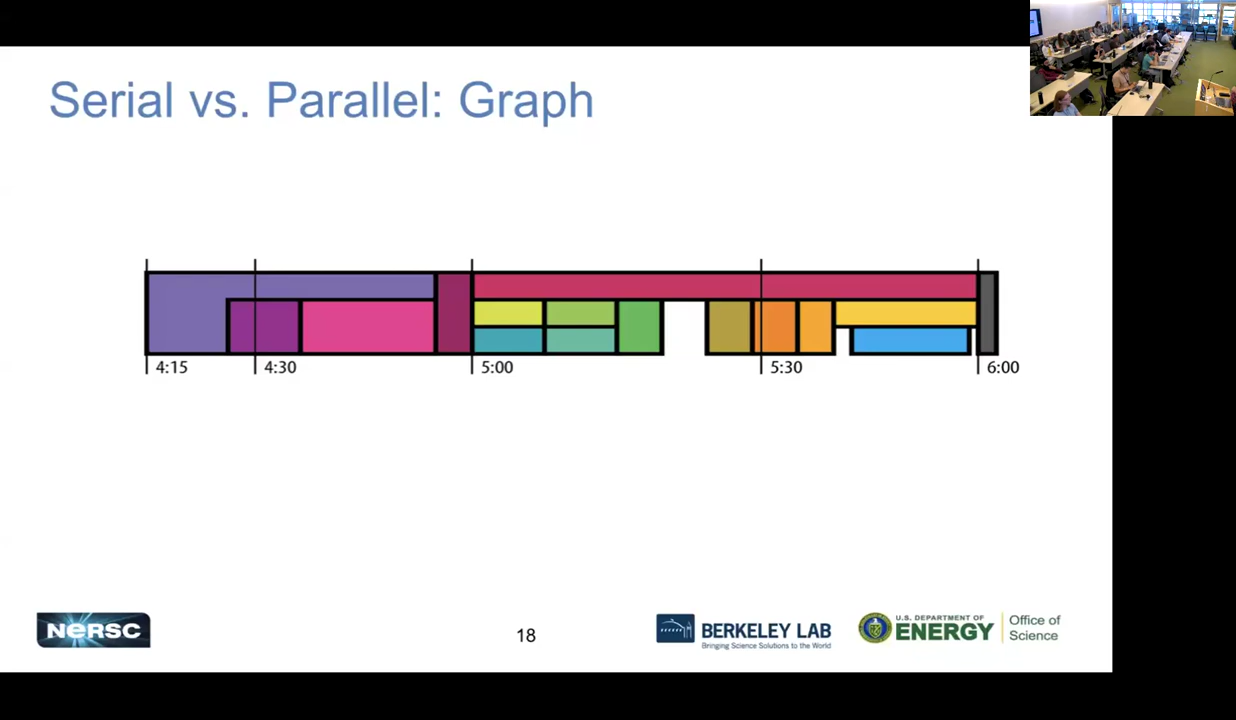 Serial vs. Parallel: Graph
4:15
4:30
5:00
5:30
6:00
NERSC
18
BERKELEY LAB
Bringing Science Solutions to the World
U.S. DEPARTMENT OF
ENERGY
Office of
Science